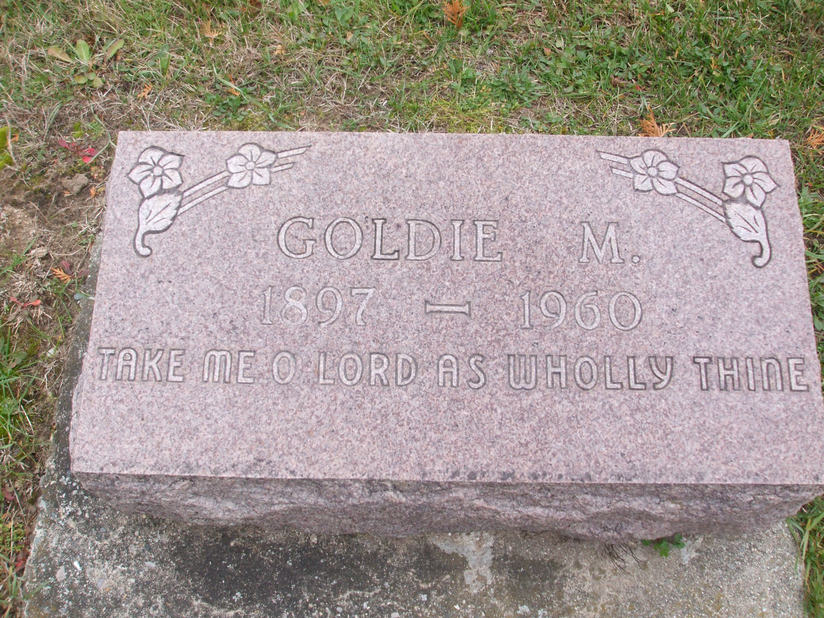 GOLDIE M.
1897 — 1960
TAKE ME O LORD AS WHOLLY THINE